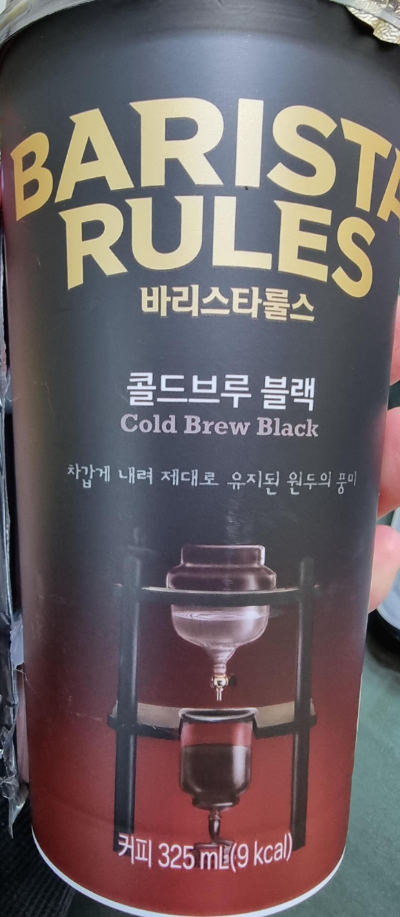 BARISTA
RULES
바리스타룰스
콜드브루 블랙
Cold Brew Black
차갑게 내려 제대로 유지된 원두의 풍미
커피 325 mL(9 kcal)